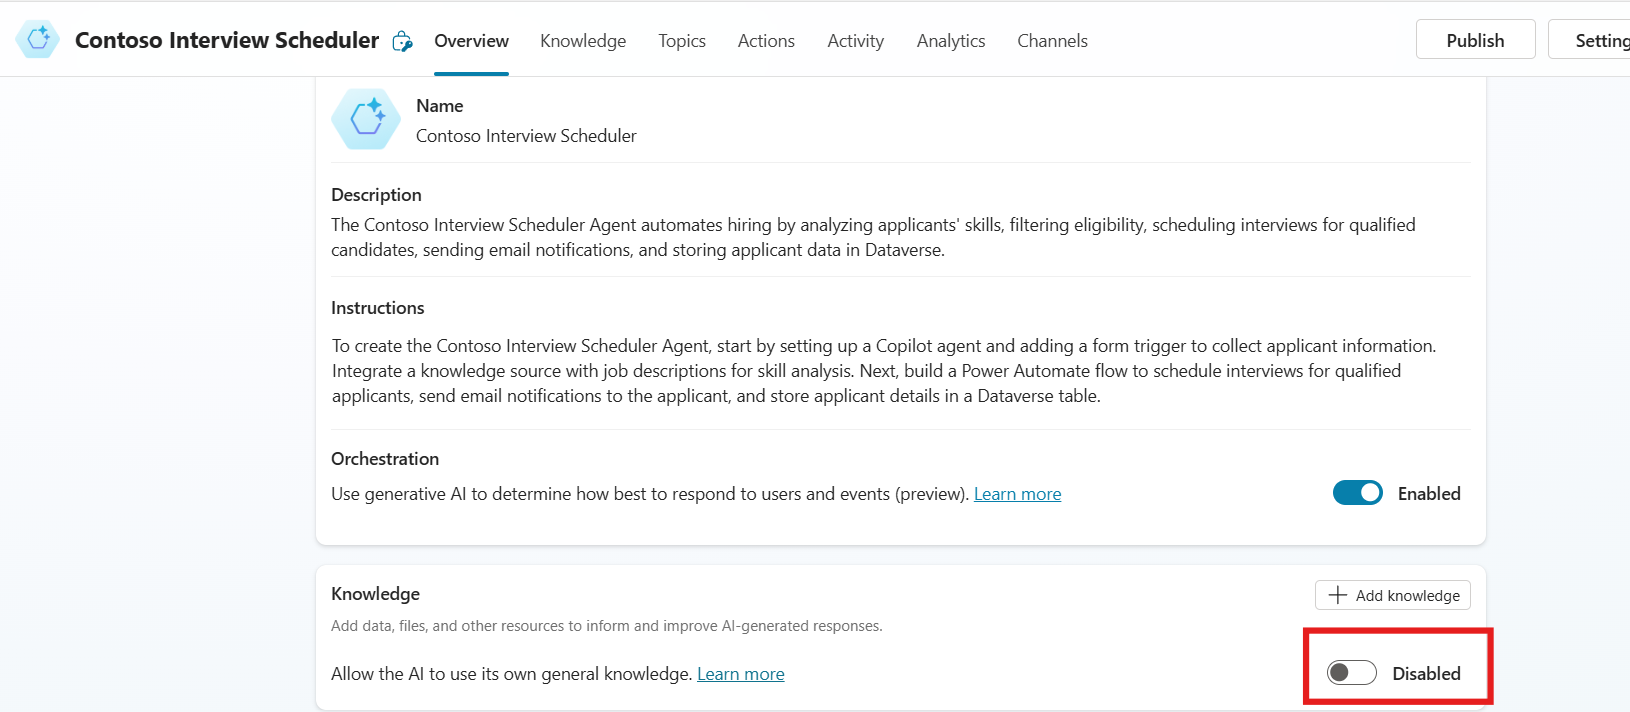 Contoso Interview Scheduler Overview Knowledge Topics Actions Activity Analytics Channels Publish Setting
Name
Contoso Interview Scheduler
Description
The Contoso Interview Scheduler Agent automates hiring by analyzing applicants' skills, filtering eligibility, scheduling interviews for qualified
candidates, sending email notifications, and storing applicant data in Dataverse.
Instructions
To create the Contoso Interview Scheduler Agent, start by setting up a Copilot agent and adding a form trigger to collect applicant information.
Integrate a knowledge source with job descriptions for skill analysis. Next, build a Power Automate flow to schedule interviews for qualified
applicants, send email notifications to the applicant, and store applicant details in a Dataverse table.
Orchestration
Use generative AI to determine how best to respond to users and events (preview). Learn more Enabled
Knowledge Add knowledge
Add data, files, and other resources to inform and improve AI-generated responses.
Allow the AI to use its own general knowledge. Learn more Disabled